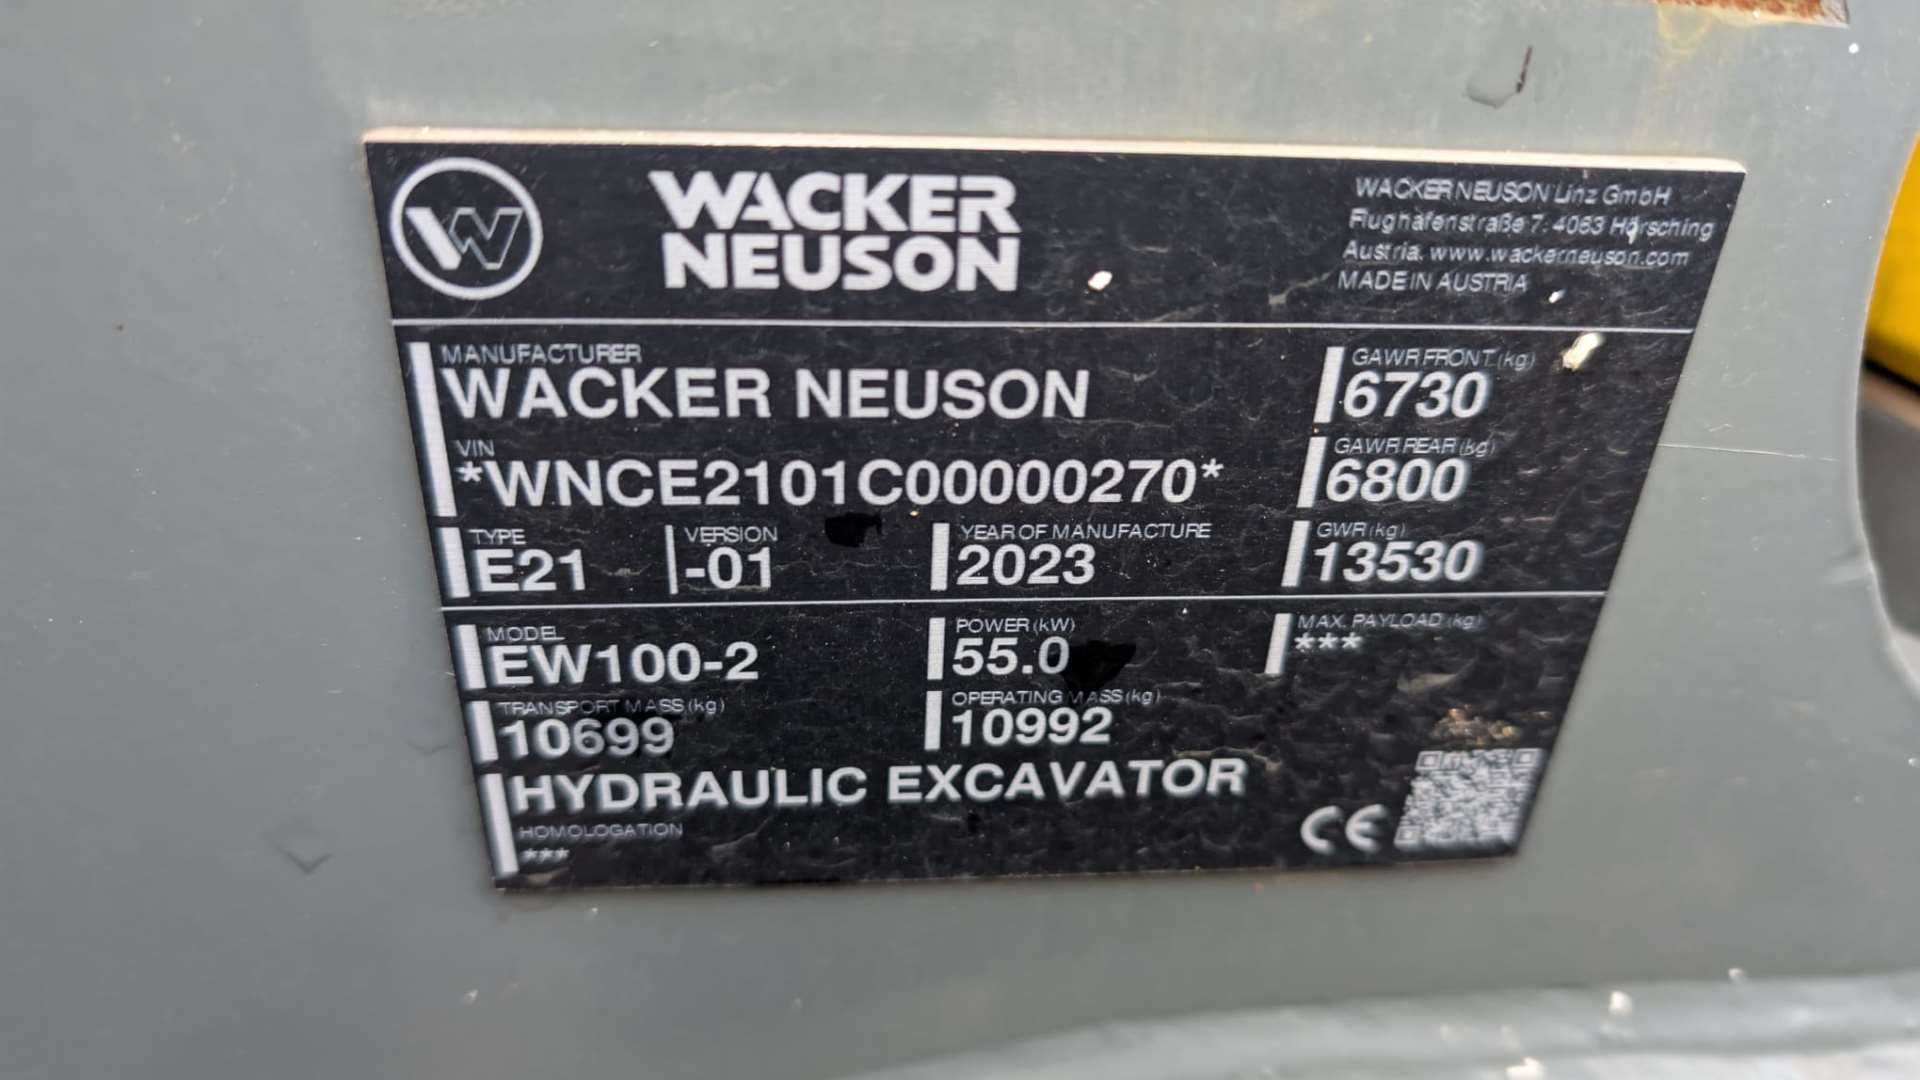 WACKER
NEUSON
WACKER NEUSON Linz GmbH
Flughafenstraße 7, 4063 Hörsching
Austria, www.wackerneuson.com
MADE IN AUSTRIA
MANUFACTURER
WACKER NEUSON
VIN
*WNCE2101C00000270*
TYPE
E21
VERSION
-01
YEAR OF MANUFACTURE
2023
GAWR FRONT (kg)
6730
GAWR REAR (kg)
6800
GWR (kg)
13530
MODEL
EW100-2
POWER (kW)
55.0
MAX. PAYLOAD (kg)
***
TRANSPORT MASS (kg)
10699
OPERATING MASS (kg)
10992
HYDRAULIC EXCAVATOR
HOMOLOGATION
***
CE